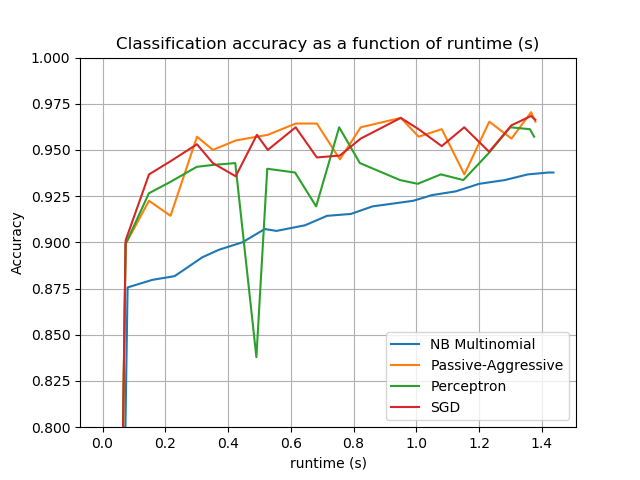 Classification accuracy as a function of runtime (s)
Accuracy
1.000
0.975
0.950
0.925
0.900
0.875
0.850
0.825
0.800
NB Multinomial
Passive-Aggressive
Perceptron
SGD
0.0 0.2 0.4 0.6 0.8 1.0 1.2 1.4
runtime (s)